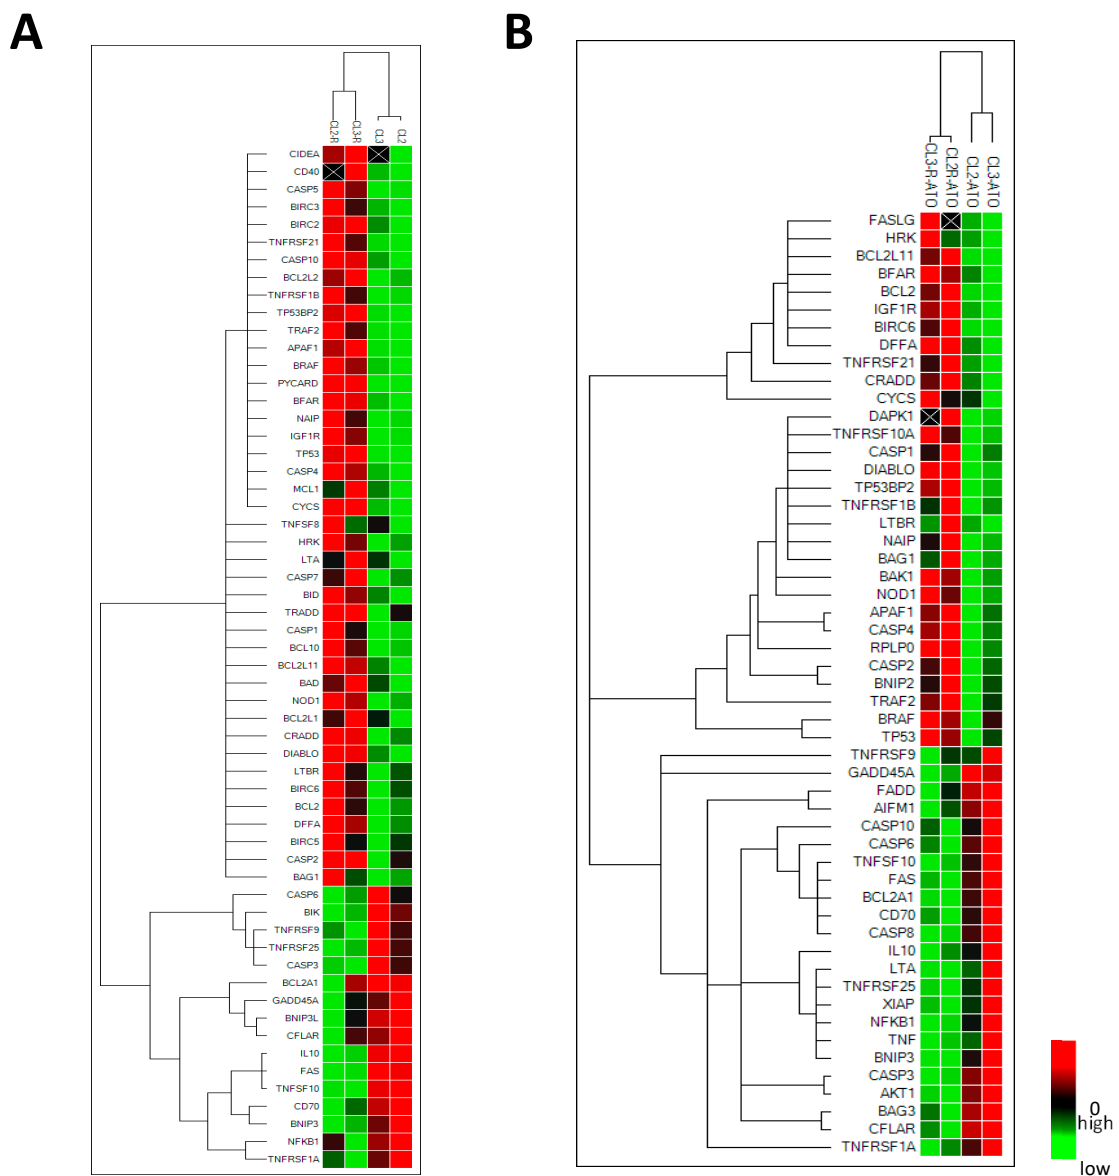 A
CL2-R
CL3-R
CL3
CL2
CIDEA
CD40
CASP5
BIRC3
BIRC2
TNFRSF21
CASP10
BCL2L2
TNFRSF1B
TP53BP2
TRAF2
APAF1
BRAF
PYCARD
BFAR
NAIP
IGF1R
TP53
CASP4
MCL1
CYCS
TNFSF8
HRK
LTA
CASP7
BID
TRADD
CASP1
BCL10
BCL2L11
BAD
NOD1
BCL2L1
CRADD
DIABLO
LTBR
BIRC6
BCL2
DFFA
BIRC5
CASP2
BAG1
CASP6
BIK
TNFRSF9
TNFRSF25
CASP3
BCL2A1
GADD45A
BNIP3L
CFLAR
IL10
FAS
TNFSF10
CD70
BNIP3
NFKB1
TNFRSF1A
B
CL3-R-ATO
CL2R-ATO
CL2-ATO
CL3-ATO
FASLG
HRK
BCL2L11
BFAR
BCL2
IGF1R
BIRC6
DFFA
TNFRSF21
CRADD
CYCS
DAPK1
TNFRSF10A
CASP1
DIABLO
TP53BP2
TNFRSF1B
LTBR
NAIP
BAG1
BAK1
NOD1
APAF1
CASP4
RPLP0
CASP2
BNIP2
TRAF2
BRAF
TP53
TNFRSF9
GADD45A
FADD
AIFM1
CASP10
CASP6
TNFSF10
FAS
BCL2A1
CD70
CASP8
IL10
LTA
TNFRSF25
XIAP
NFKB1
TNF
BNIP3
CASP3
AKT1
BAG3
CFLAR
TNFRSF1A
0
high
low